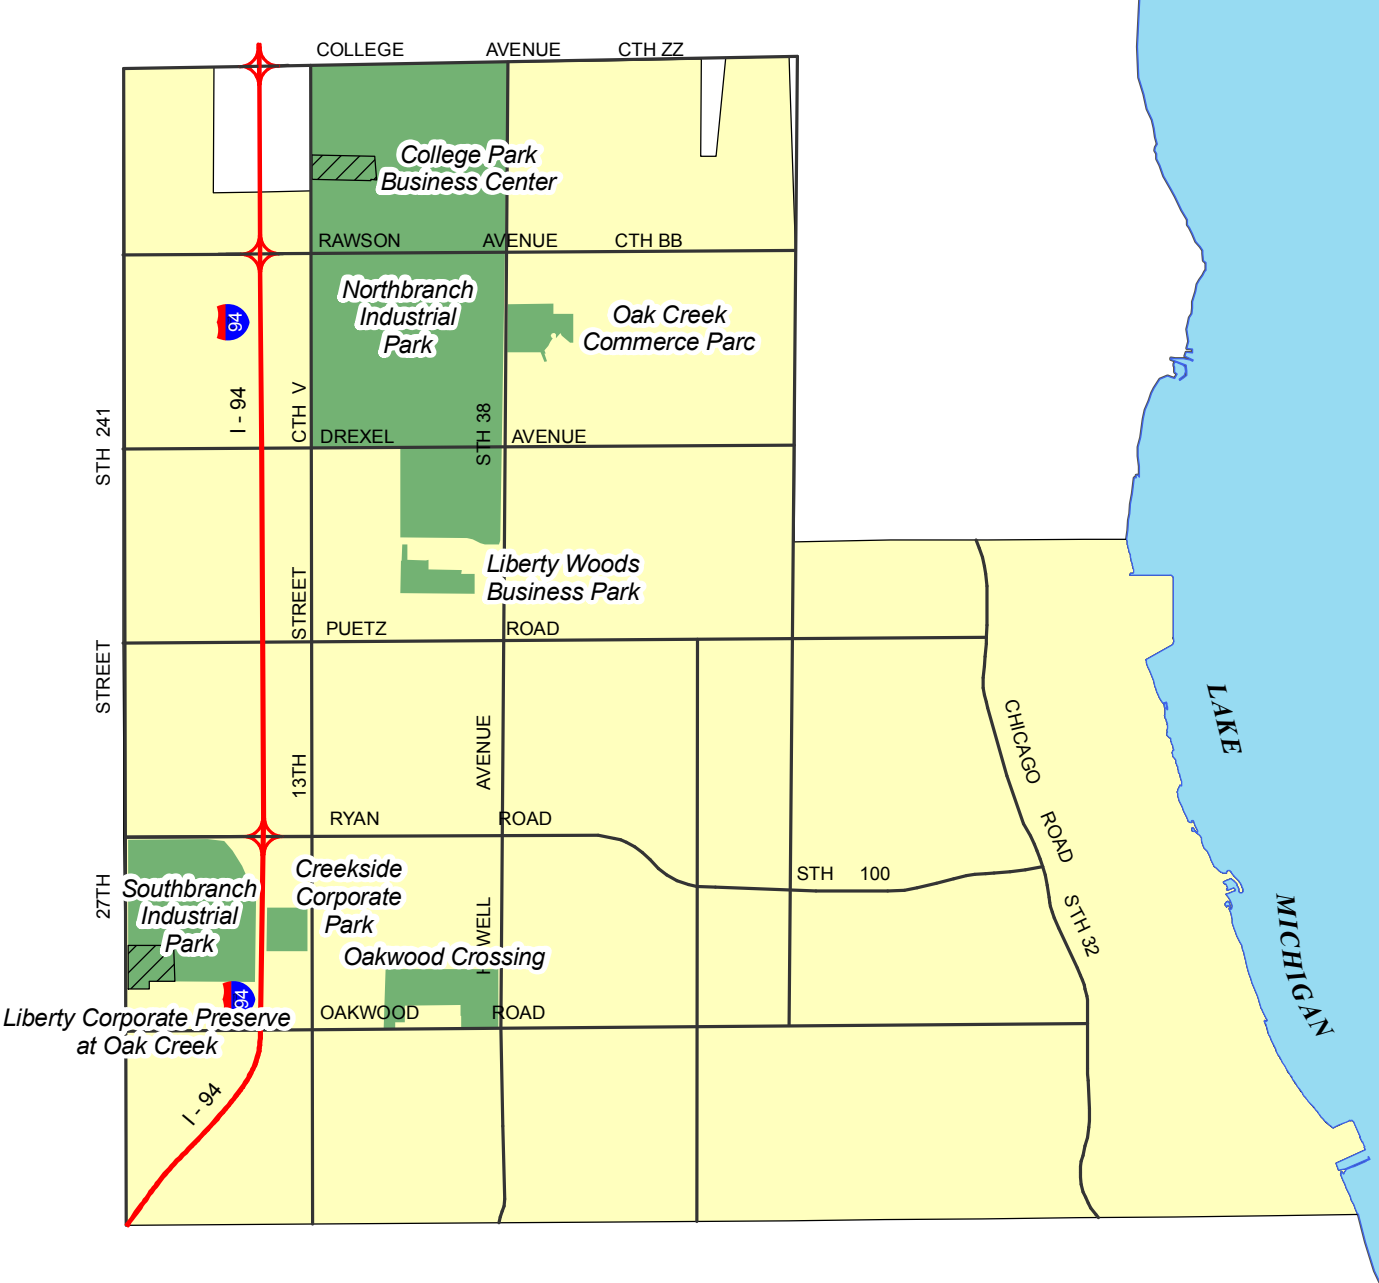 COLLEGE AVENUE CTH ZZ
College Park
Business Center
RAWSON AVENUE CTH BB
Northbranch
Industrial
Park
Oak Creek
Commerce Parc
94
I - 94
CTH V
STH 38
STH 241
DREXEL AVENUE
Liberty Woods
Business Park
STREET
PUETZ ROAD
STREET
LAKE
CHICAGO ROAD STH 32
AVENUE
13TH
RYAN ROAD
STH 100
27TH
Southbranch
Industrial
Park
Creekside
Corporate
Park
WELL
MICHIGAN
Oakwood Crossing
94
Liberty Corporate Preserve
at Oak Creek
OAKWOOD ROAD
I - 94